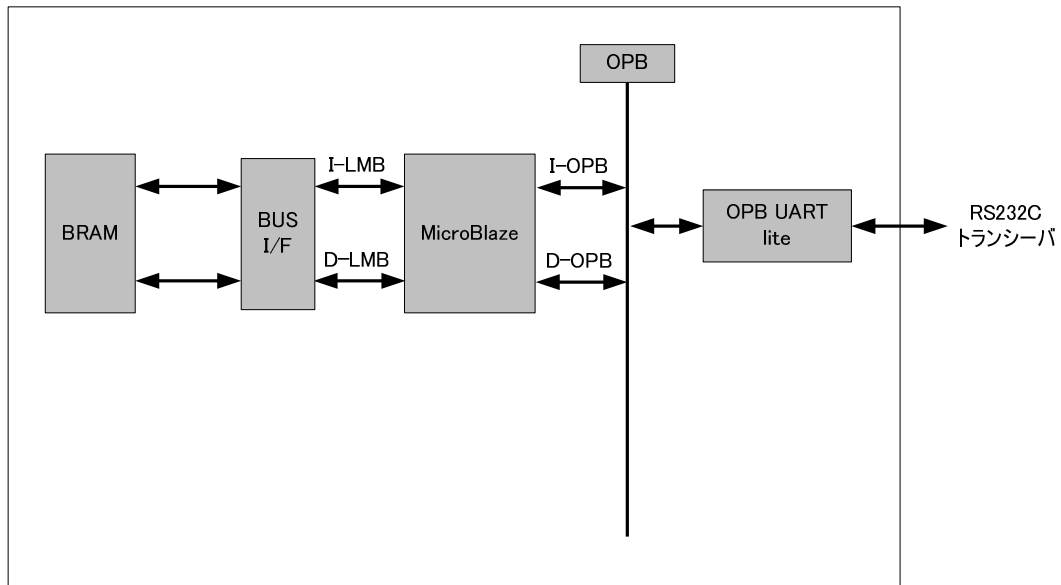 OPB
I-LMB
I-OPB
BRAM
BUS
I/F
MicroBlaze
OPB UART
lite
RS232C
トランシーバ
D-LMB
D-OPB